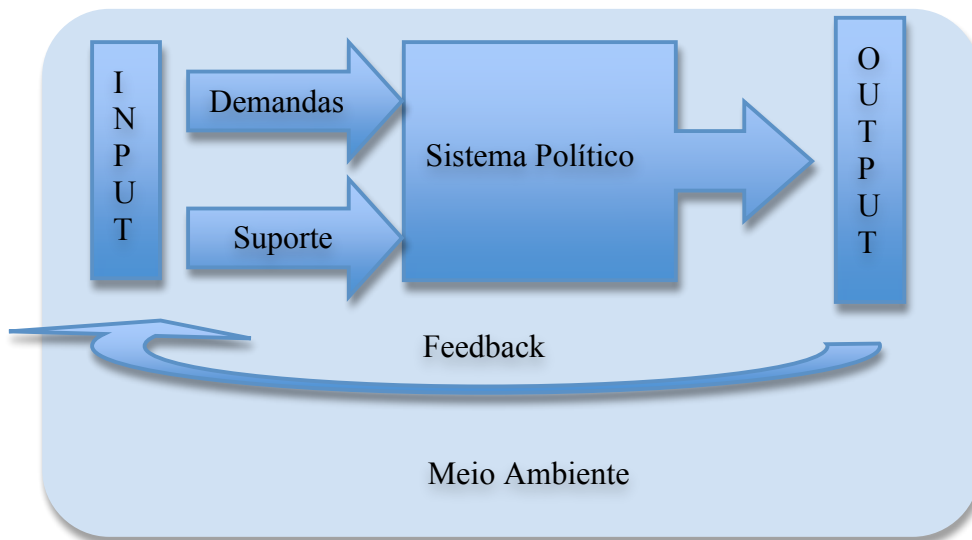 INPUT
Demandas
Suporte
Sistema Político
OUTPUT
Feedback
Meio Ambiente